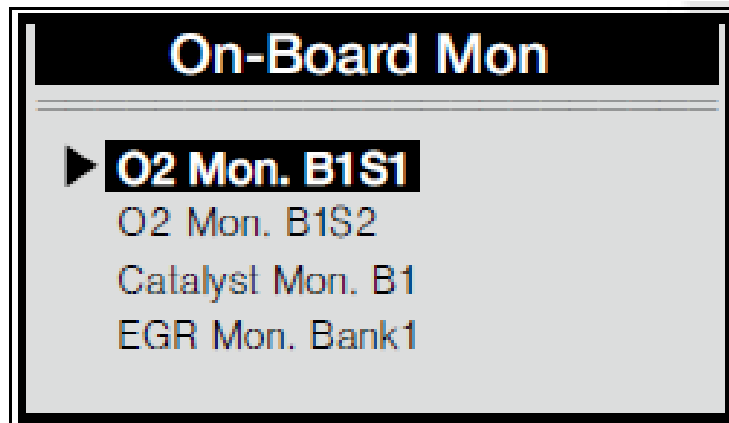 On-Board Mon
O2 Mon. B1S1
O2 Mon. B1S2
Catalyst Mon. B1
EGR Mon. Bank1